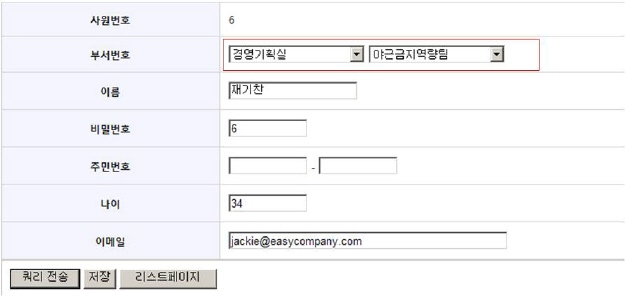 사원번호 6
부서번호 경영기획실 야근금지역량팀
이름 재기찬
비밀번호 6
주민번호 -
나이 34
이메일 jackie@easycompany.com
쿼리 전송 저장 리스트페이지